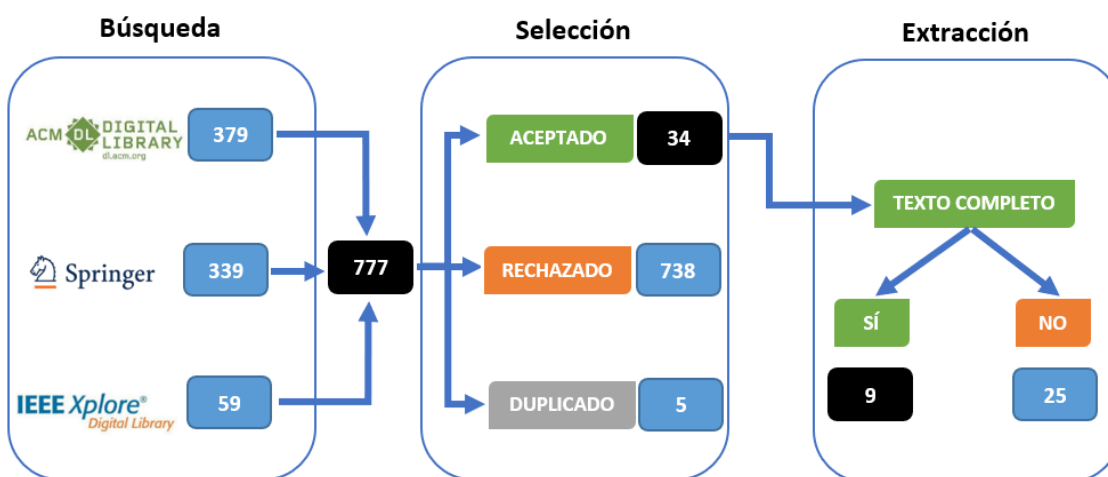 Búsqueda
ACM DL DIGITAL
LIBRARY
dl.acm.org
379
Springer
339
IEEE Xplore®
Digital Library
59
777
Selección
ACEPTADO
34
RECHAZADO
738
DUPLICADO
5
Extracción
TEXTO COMPLETO
SÍ
NO
9
25